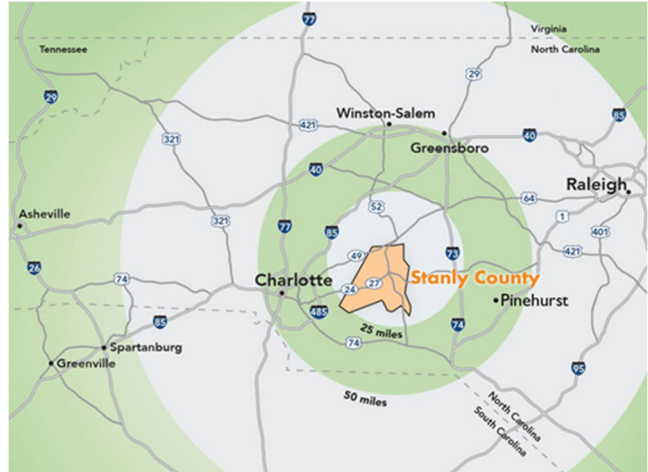 77
Virginia
North Carolina
Tennessee
29
29
85
Winston-Salem
421
40
321
Greensboro
40
Raleigh
64
52
1
Asheville
321
77
85
401
421
49
73
26
74
Charlotte
24
27
Stanly County
Pinehurst
485
85
25 miles
74
74
Spartanburg
Greenville
95
50 miles
North Carolina
South Carolina